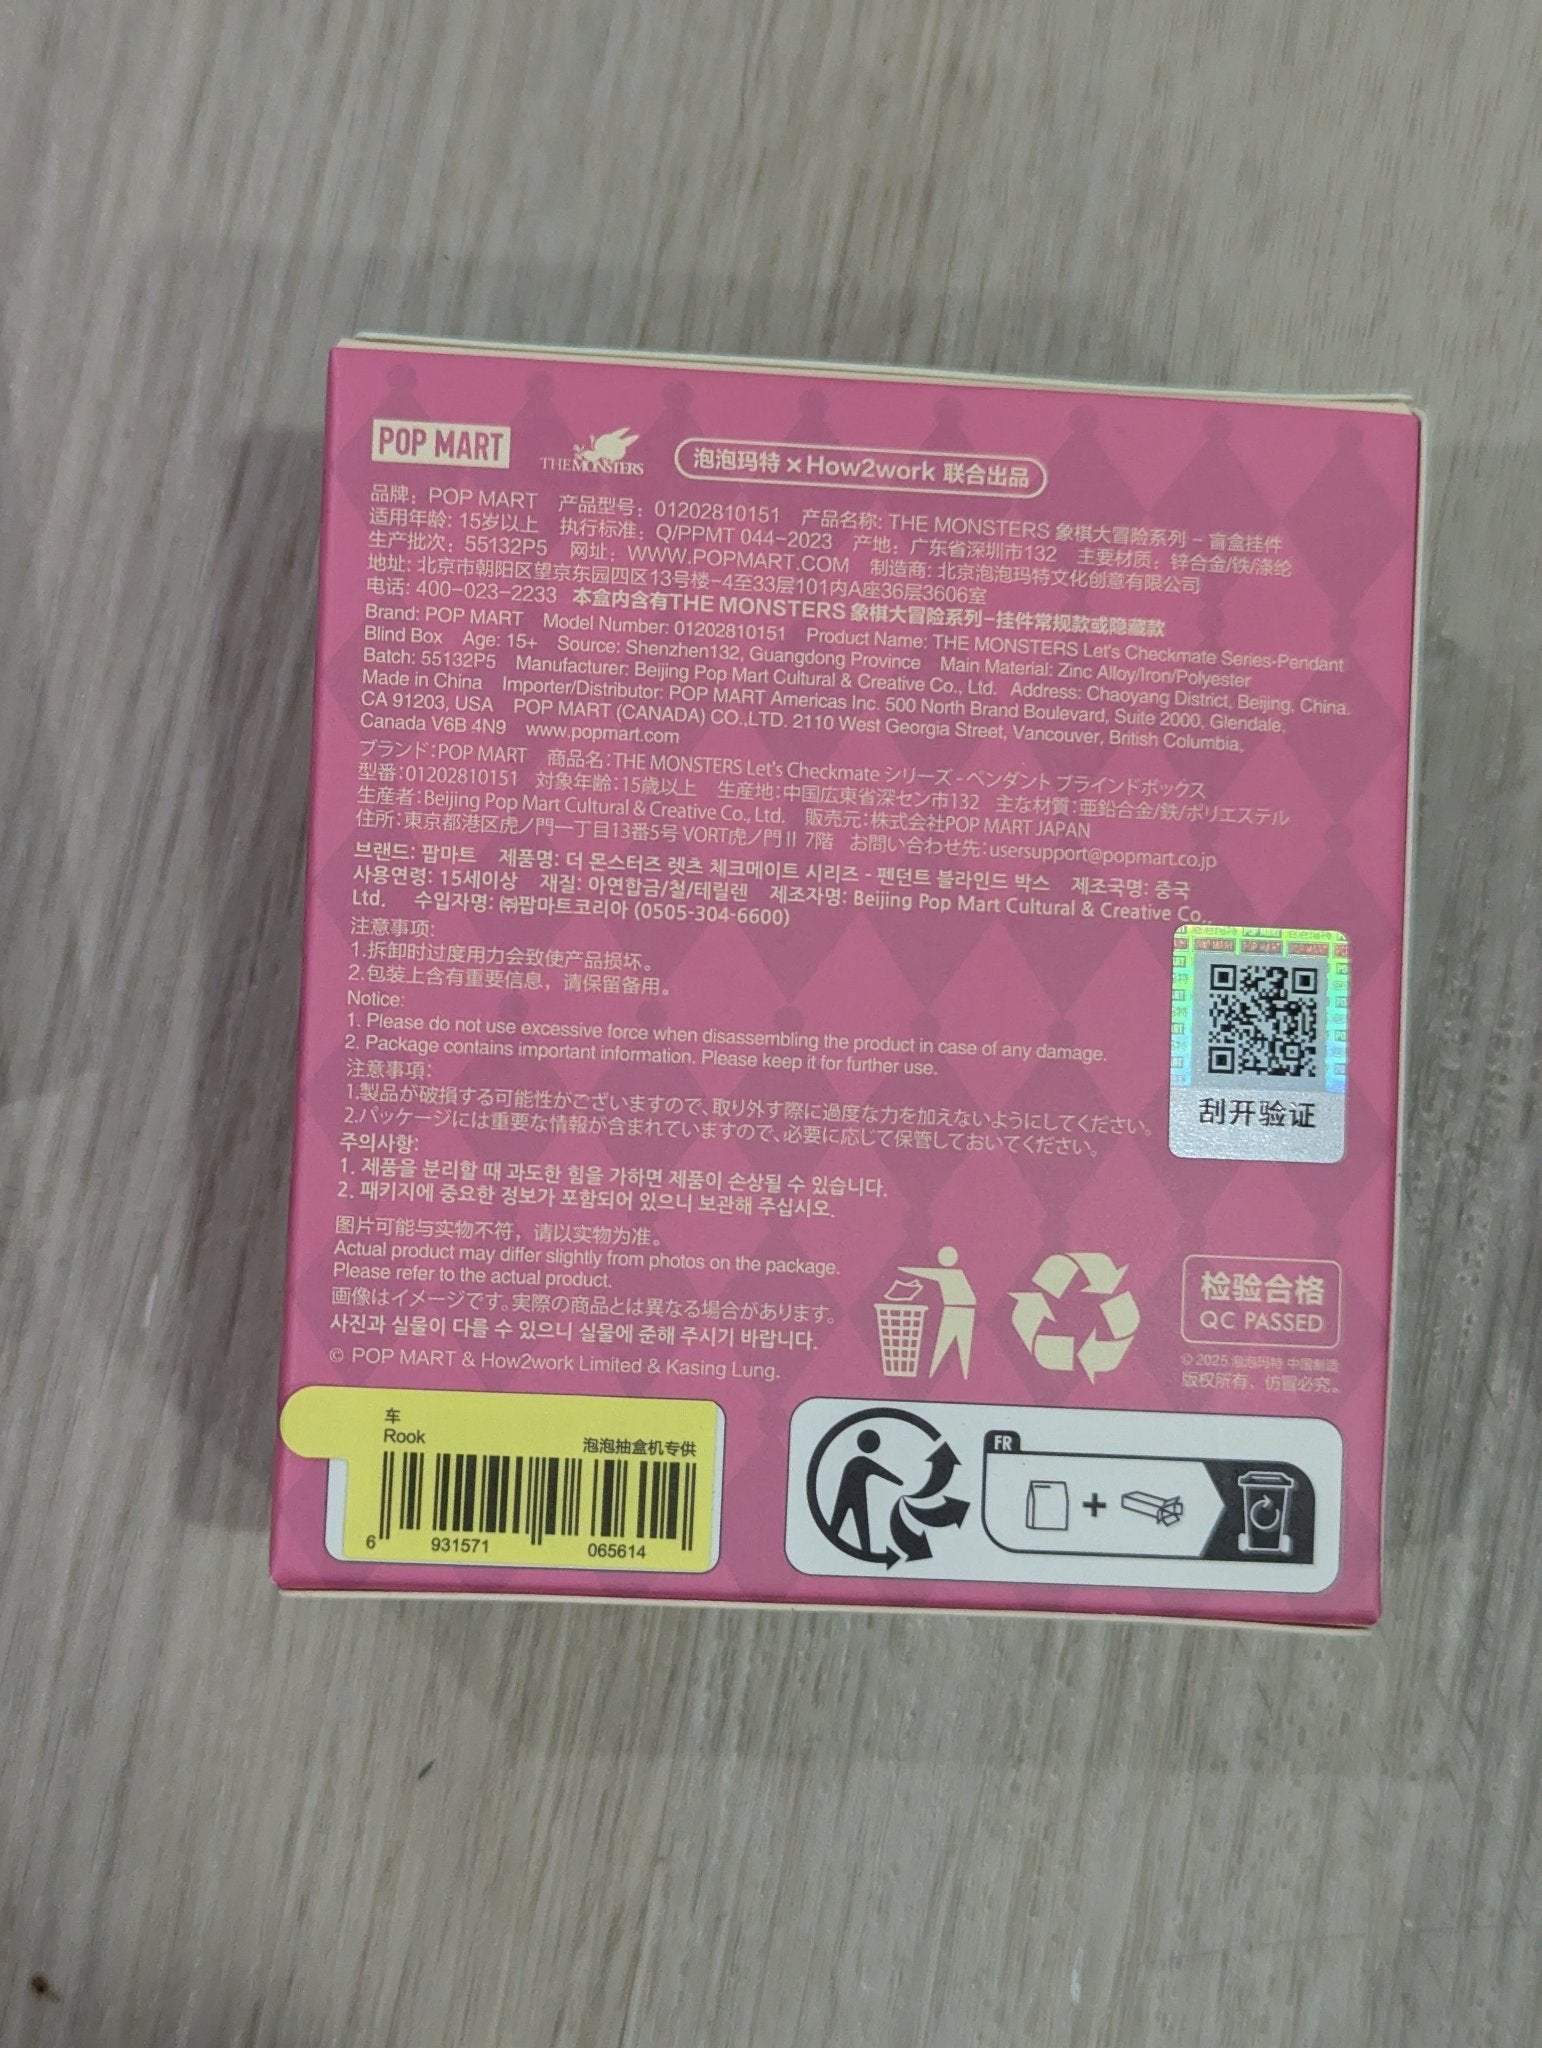 POP MART
THE MONSTERS
泡泡玛特 × How2work 联合出品
品牌: POP MART 产品型号: 01202810151 产品名称: THE MONSTERS 象棋大冒险系列 – 盲盒挂件
适用年龄: 15岁以上 执行标准: Q/PPMT 044-2023 产地: 广东省深圳市132 主要材质: 锌合金/铁/涤纶
生产批次: 55132P5 网址: WWW.POPMART.COM 制造商: 北京泡泡玛特文化创意有限公司
地址: 北京市朝阳区望京东园四区13号楼-4至33层101内A座36层3606室
电话: 400-023-2233 本盒内含有THE MONSTERS 象棋大冒险系列-挂件常规款或隐藏款
Brand: POP MART Model Number: 01202810151 Product Name: THE MONSTERS Let's Checkmate Series-Pendant
Blind Box Age: 15+ Source: Shenzhen132, Guangdong Province Main Material: Zinc Alloy/Iron/Polyester
Batch: 55132P5 Manufacturer: Beijing Pop Mart Cultural & Creative Co., Ltd. Address: Chaoyang District, Beijing, China.
Made in China Importer/Distributor: POP MART Americas Inc. 500 North Brand Boulevard, Suite 2000, Glendale,
CA 91203, USA POP MART (CANADA) CO.,LTD. 2110 West Georgia Street, Vancouver, British Columbia,
Canada V6B 4N9 www.popmart.com
ブランド:POP MART 商品名:THE MONSTERS Let's Checkmate シリーズ - ペンダント ブラインドボックス
型番:01202810151 対象年齢:15歳以上 生産地:中国広東省深セン市132 主な材質:亜鉛合金/鉄/ポリエステル
生産者:Beijing Pop Mart Cultural & Creative Co., Ltd. 販売元:株式会社POP MART JAPAN
住所:東京都港区虎ノ門一丁目13番5号 VORT虎ノ門Ⅱ 7階 お問い合わせ先:usersupport@popmart.co.jp
브랜드: 팝마트 제품명: 더 몬스터즈 렛츠 체크메이트 시리즈 - 펜던트 블라인드 박스 제조국명: 중국
사용연령: 15세이상 재질: 아연합금/철/테릴렌 제조자명: Beijing Pop Mart Cultural & Creative Co.,
Ltd. 수입자명: ㈜팝마트코리아 (0505-304-6600)
注意事项:
1.拆卸时过度用力会致使产品损坏。
2.包装上含有重要信息，请保留备用。
Notice:
1. Please do not use excessive force when disassembling the product in case of any damage.
2. Package contains important information. Please keep it for further use.
注意事項:
1.製品が破損する可能性がございますので、取り外す際に過度な力を加えないようにしてください。
2.パッケージには重要な情報が含まれていますので、必要に応じて保管しておいてください。
주의사항:
1. 제품을 분리할 때 과도한 힘을 가하면 제품이 손상될 수 있습니다.
2. 패키지에 중요한 정보가 포함되어 있으니 보관해 주십시오.
刮开验证
图片可能与实物不符，请以实物为准。
Actual product may differ slightly from photos on the package.
Please refer to the actual product.
画像はイメージです。実際の商品とは異なる場合があります。
사진과 실물이 다를 수 있으니 실물에 준해 주시기 바랍니다.
© POP MART & How2work Limited & Kasing Lung.
检验合格
QC PASSED
© 2025 泡泡玛特 中国制造
版权所有，仿冒必究。
车
Rook
泡泡抽盒机专供
6 931571 065614
FR